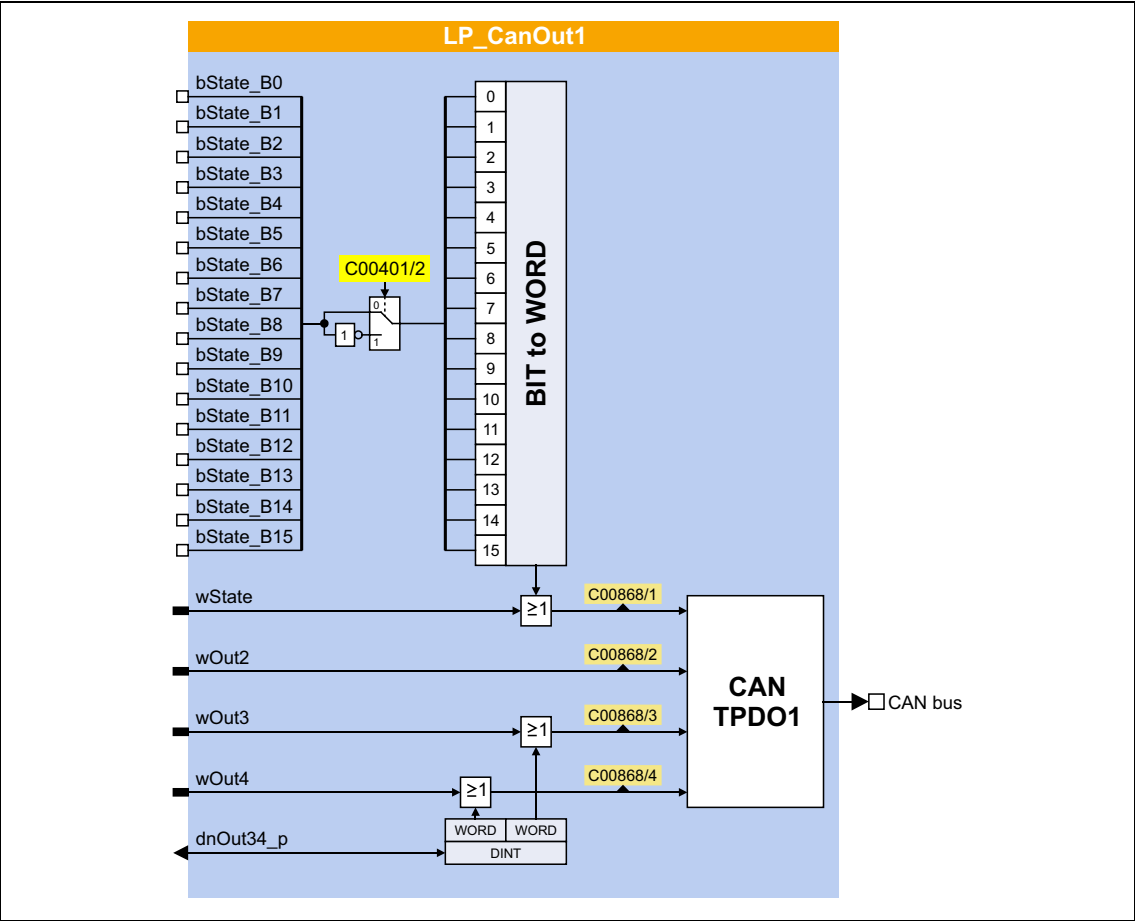 LP_CanOut1
bState_B0
bState_B1
bState_B2
bState_B3
bState_B4
bState_B5
bState_B6
bState_B7
bState_B8
bState_B9
bState_B10
bState_B11
bState_B12
bState_B13
bState_B14
bState_B15
C00401/2
0
1
1
0
1
2
3
4
5
6
7
8
9
10
11
12
13
14
15
BIT to WORD
wState
≥1
C00868/1
wOut2
C00868/2
wOut3
≥1
C00868/3
wOut4
≥1
C00868/4
dnOut34_p
WORD WORD
DINT
CAN
TPDO1
CAN bus